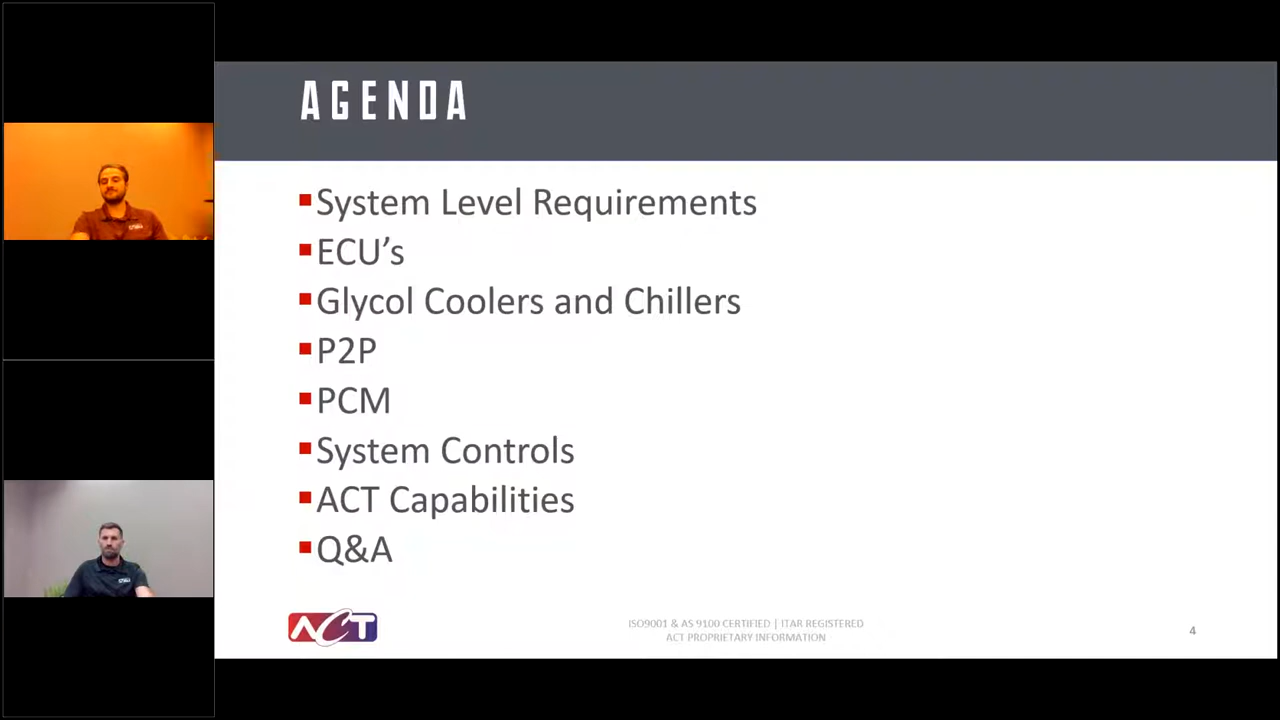 AGENDA
System Level Requirements
ECU’s
Glycol Coolers and Chillers
P2P
PCM
System Controls
ACT Capabilities
Q&A
ACT
ISO9001 & AS 9100 CERTIFIED | ITAR REGISTERED
ACT PROPRIETARY INFORMATION
4